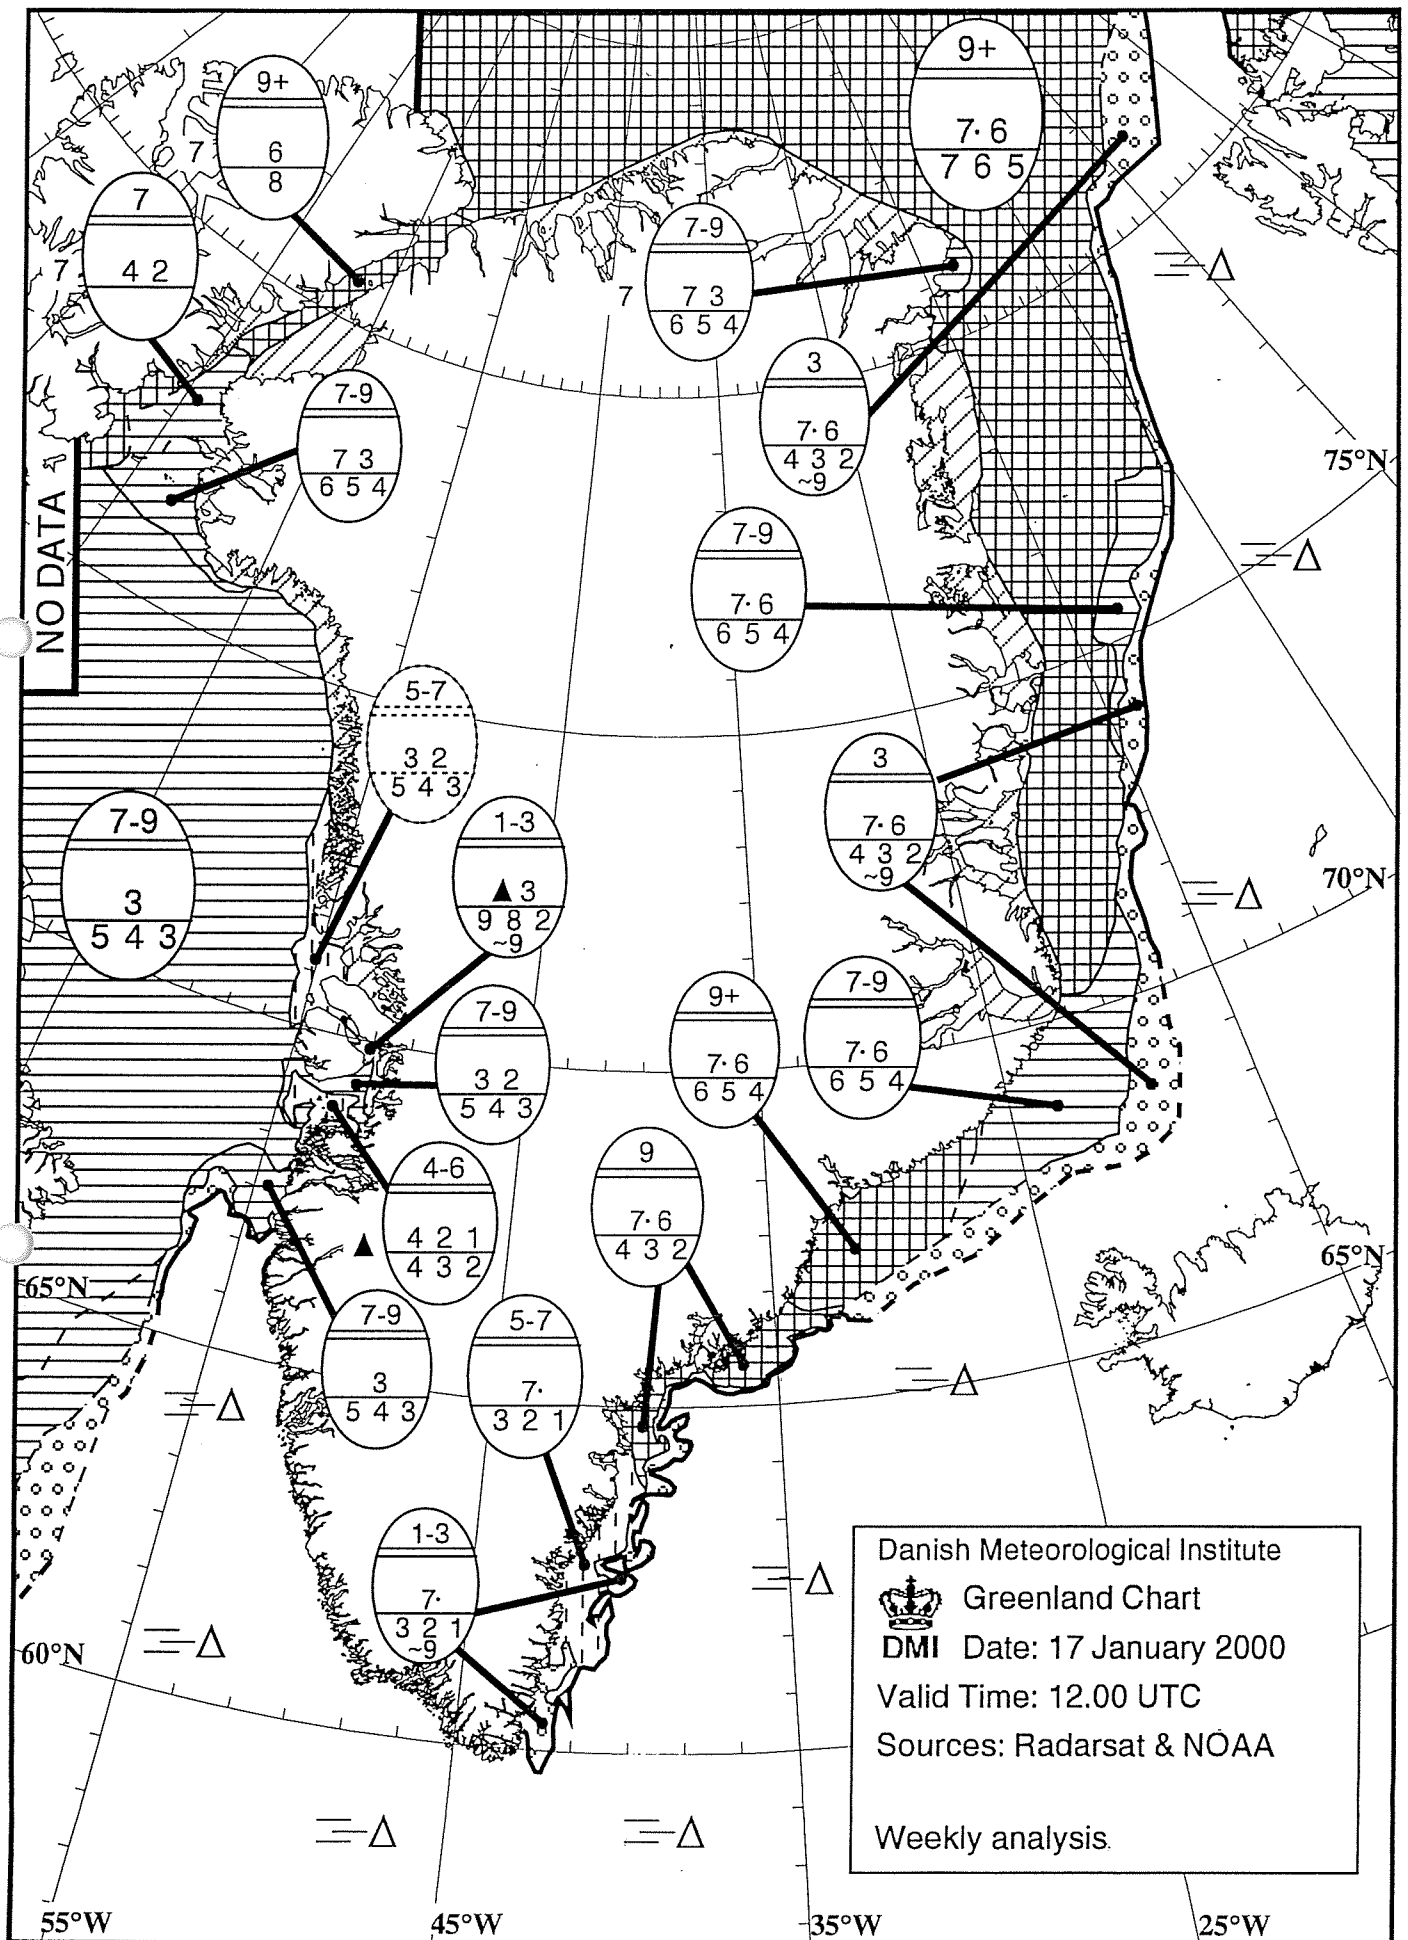 9+
7· 6
7 6 5
9+
6
8
7
7
4 2
7
7-9
7 3
6 5 4
7
3
7· 6
4 3 2
~9
7-9
7 3
6 5 4
75°N
NO DATA
7-9
7· 6
6 5 4
5-7
3 2
5 4 3
3
7· 6
4 3 2
~9
7-9
3
5 4 3
1-3
▲ 3
9 8 2
~9
70°N
7-9
3 2
5 4 3
9+
7· 6
6 5 4
7-9
7· 6
6 5 4
4-6
4 2 1
4 3 2
9
7· 6
4 3 2
65°N
65°N
7-9
3
5 4 3
5-7
7·
3 2 1
1-3
7·
3 2 1
~9
60°N
Danish Meteorological Institute
Greenland Chart
DMI Date: 17 January 2000
Valid Time: 12.00 UTC
Sources: Radarsat & NOAA
Weekly analysis.
55°W
45°W
35°W
25°W